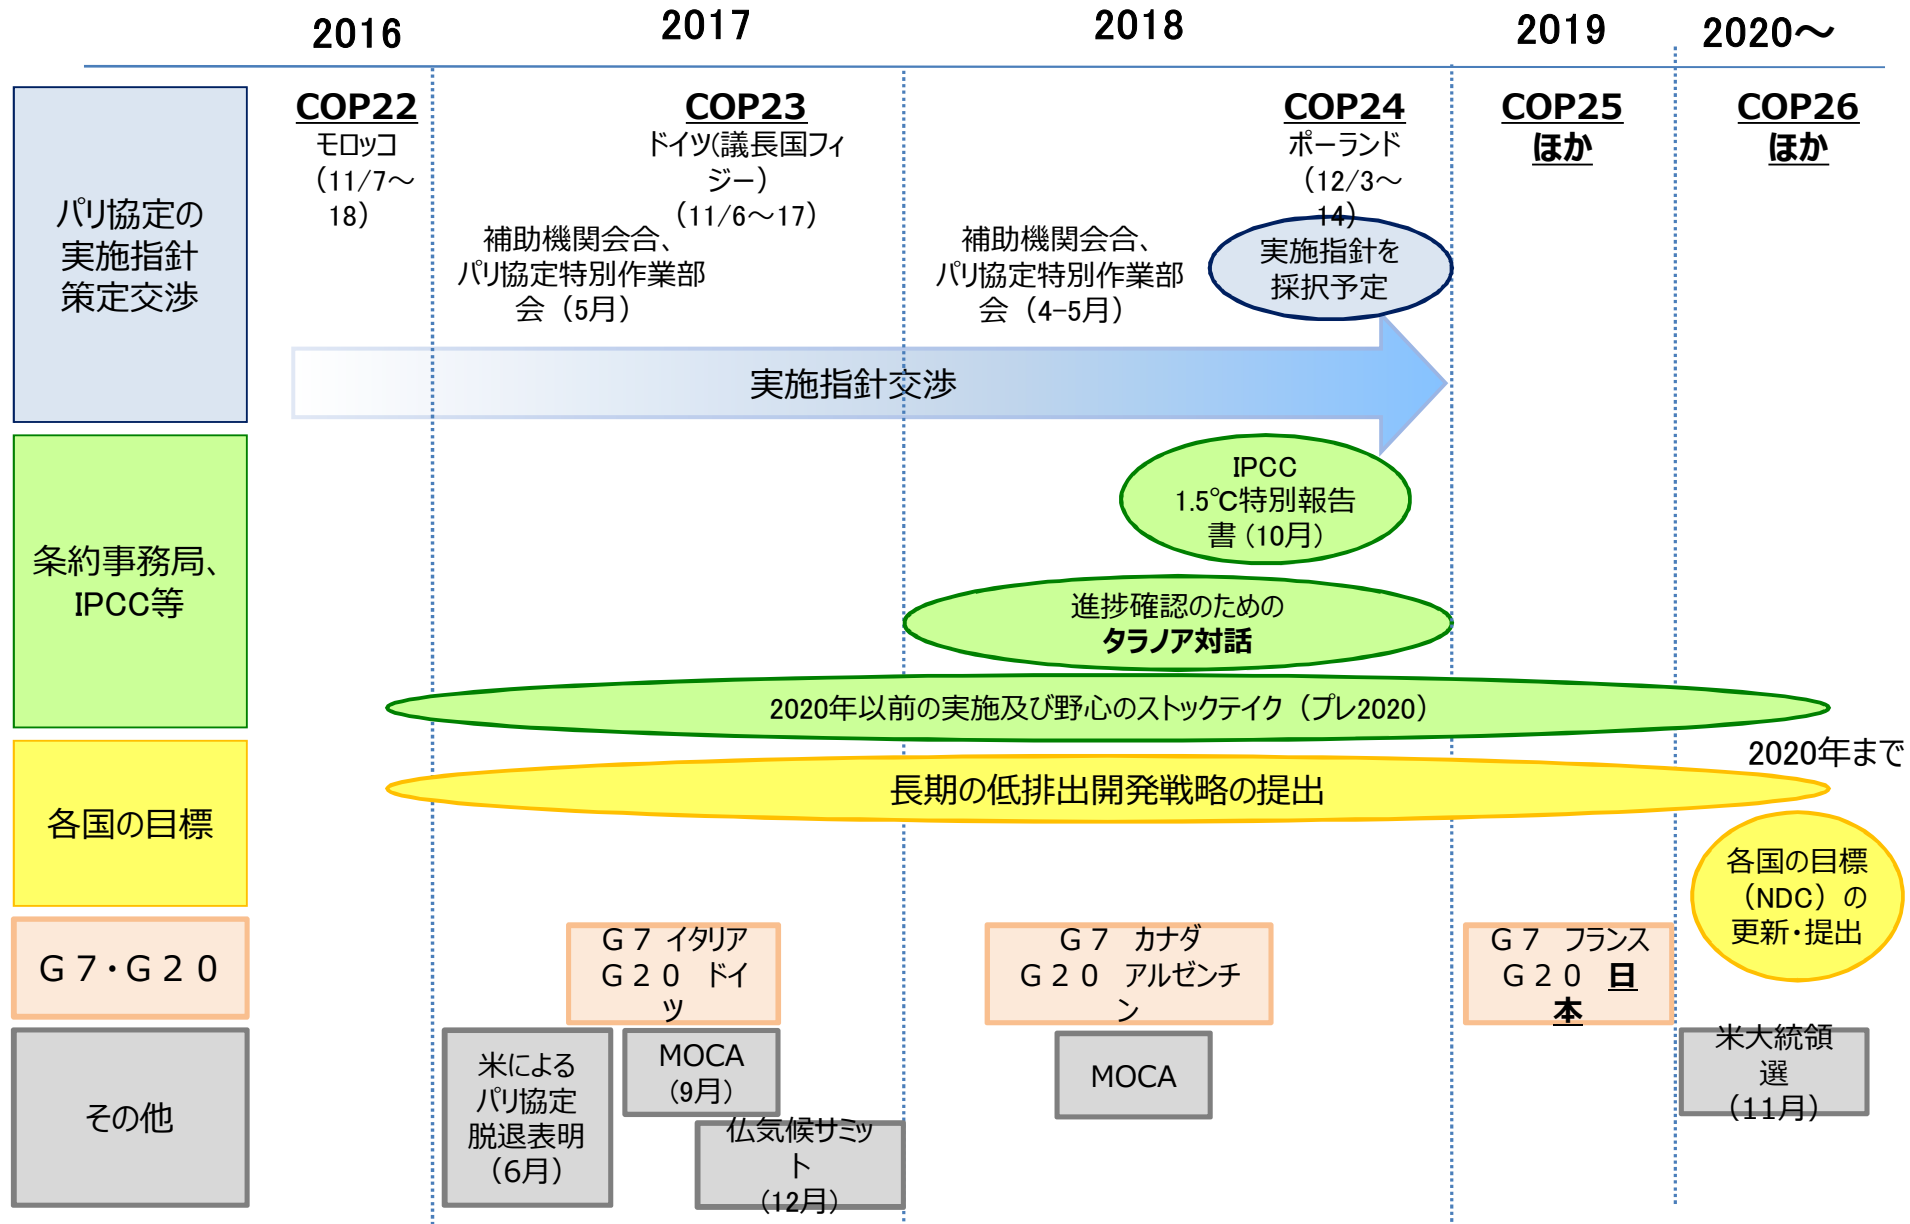 2016
2017
2018
2019
2020～
COP22
モロッコ
（11/7～
18）
COP23
ドイツ(議長国フィ
ジー）
（11/6～17）
COP24
ポーランド
（12/3～
14）
COP25
ほか
COP26
ほか
パリ協定の
実施指針
策定交渉
補助機関会合、
パリ協定特別作業部
会（5月）
補助機関会合、
パリ協定特別作業部
会（4-5月）
実施指針を
採択予定
実施指針交渉
条約事務局、
IPCC等
IPCC
1.5℃特別報告
書（10月）
進捗確認のための
タラノア対話
2020年以前の実施及び野心のストックテイク（プレ2020）
各国の目標
2020年まで
長期の低排出開発戦略の提出
各国の目標
（NDC）の
更新・提出
Ｇ７・Ｇ２０
Ｇ７ イタリア
Ｇ２０　ドイ
ツ
Ｇ７　カナダ
Ｇ２０　アルゼンチ
ン
Ｇ７　フランス
Ｇ２０　日
本
その他
米による
パリ協定
脱退表明
（6月）
MOCA
（9月）
仏気候サミッ
ト
（12月）
MOCA
米大統領
選
（11月）